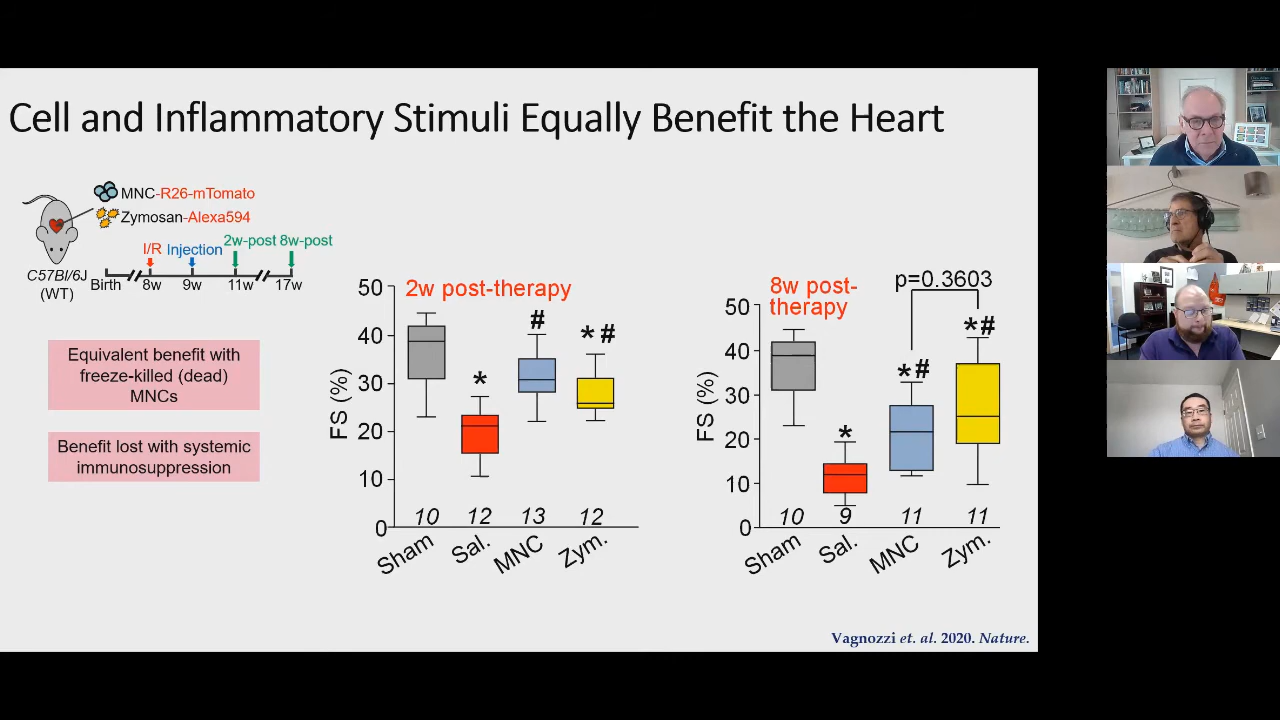 Cell and Inflammatory Stimuli Equally Benefit the Heart
MNC-R26-mTomato
Zymosan-Alexa594
I/R Injection 2w-post 8w-post
Birth 8w 9w 11w 17w
C57Bl/6J
(WT)
Equivalent benefit with
freeze-killed (dead)
MNCs
Benefit lost with systemic
immunosuppression
2w post-therapy
FS (%)
50
40
30
20
10
0
* # * #
10 12 13 12
Sham Sal. MNC Zym.
8w post-
therapy
p=0.3603
FS (%)
50
40
30
20
10
0
* *# *#
10 9 11 11
Sham Sal. MNC Zym.
Vagnozzi et. al. 2020. Nature.